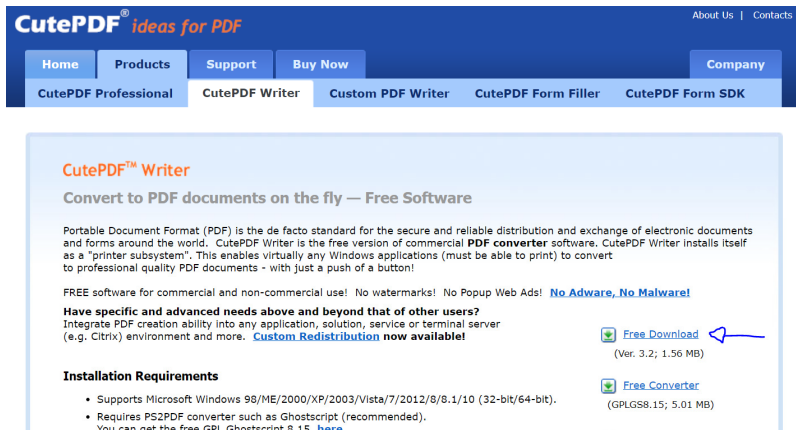 CutePDF® ideas for PDF
About Us | Contacts
Home Products Support Buy Now Company
CutePDF Professional CutePDF Writer Custom PDF Writer CutePDF Form Filler CutePDF Form SDK
CutePDF™ Writer
Convert to PDF documents on the fly — Free Software
Portable Document Format (PDF) is the de facto standard for the secure and reliable distribution and exchange of electronic documents
and forms around the world. CutePDF Writer is the free version of commercial PDF converter software. CutePDF Writer installs itself
as a "printer subsystem". This enables virtually any Windows applications (must be able to print) to convert
to professional quality PDF documents - with just a push of a button!
FREE software for commercial and non-commercial use! No watermarks! No Popup Web Ads! No Adware, No Malware!
Have specific and advanced needs above and beyond that of other users?
Integrate PDF creation ability into any application, solution, service or terminal server
(e.g. Citrix) environment and more. Custom Redistribution now available!
Free Download
(Ver. 3.2; 1.56 MB)
Installation Requirements
Free Converter
(GPLGS8.15; 5.01 MB)
• Supports Microsoft Windows 98/ME/2000/XP/2003/Vista/7/2012/8/8.1/10 (32-bit/64-bit).
• Requires PS2PDF converter such as Ghostscript (recommended).
You can get the free GPL Ghostscript 8.15 here